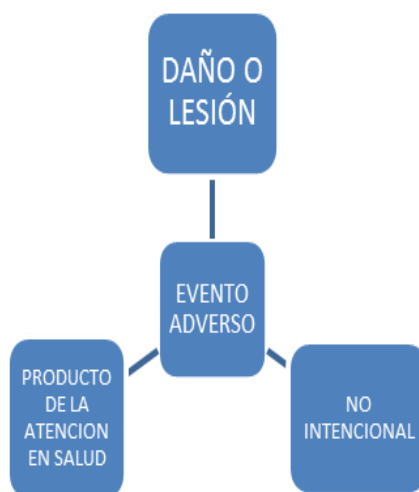 DAÑO O
LESIÓN
EVENTO
ADVERSO
PRODUCTO
DE LA
ATENCION
EN SALUD
NO
INTENCIONAL